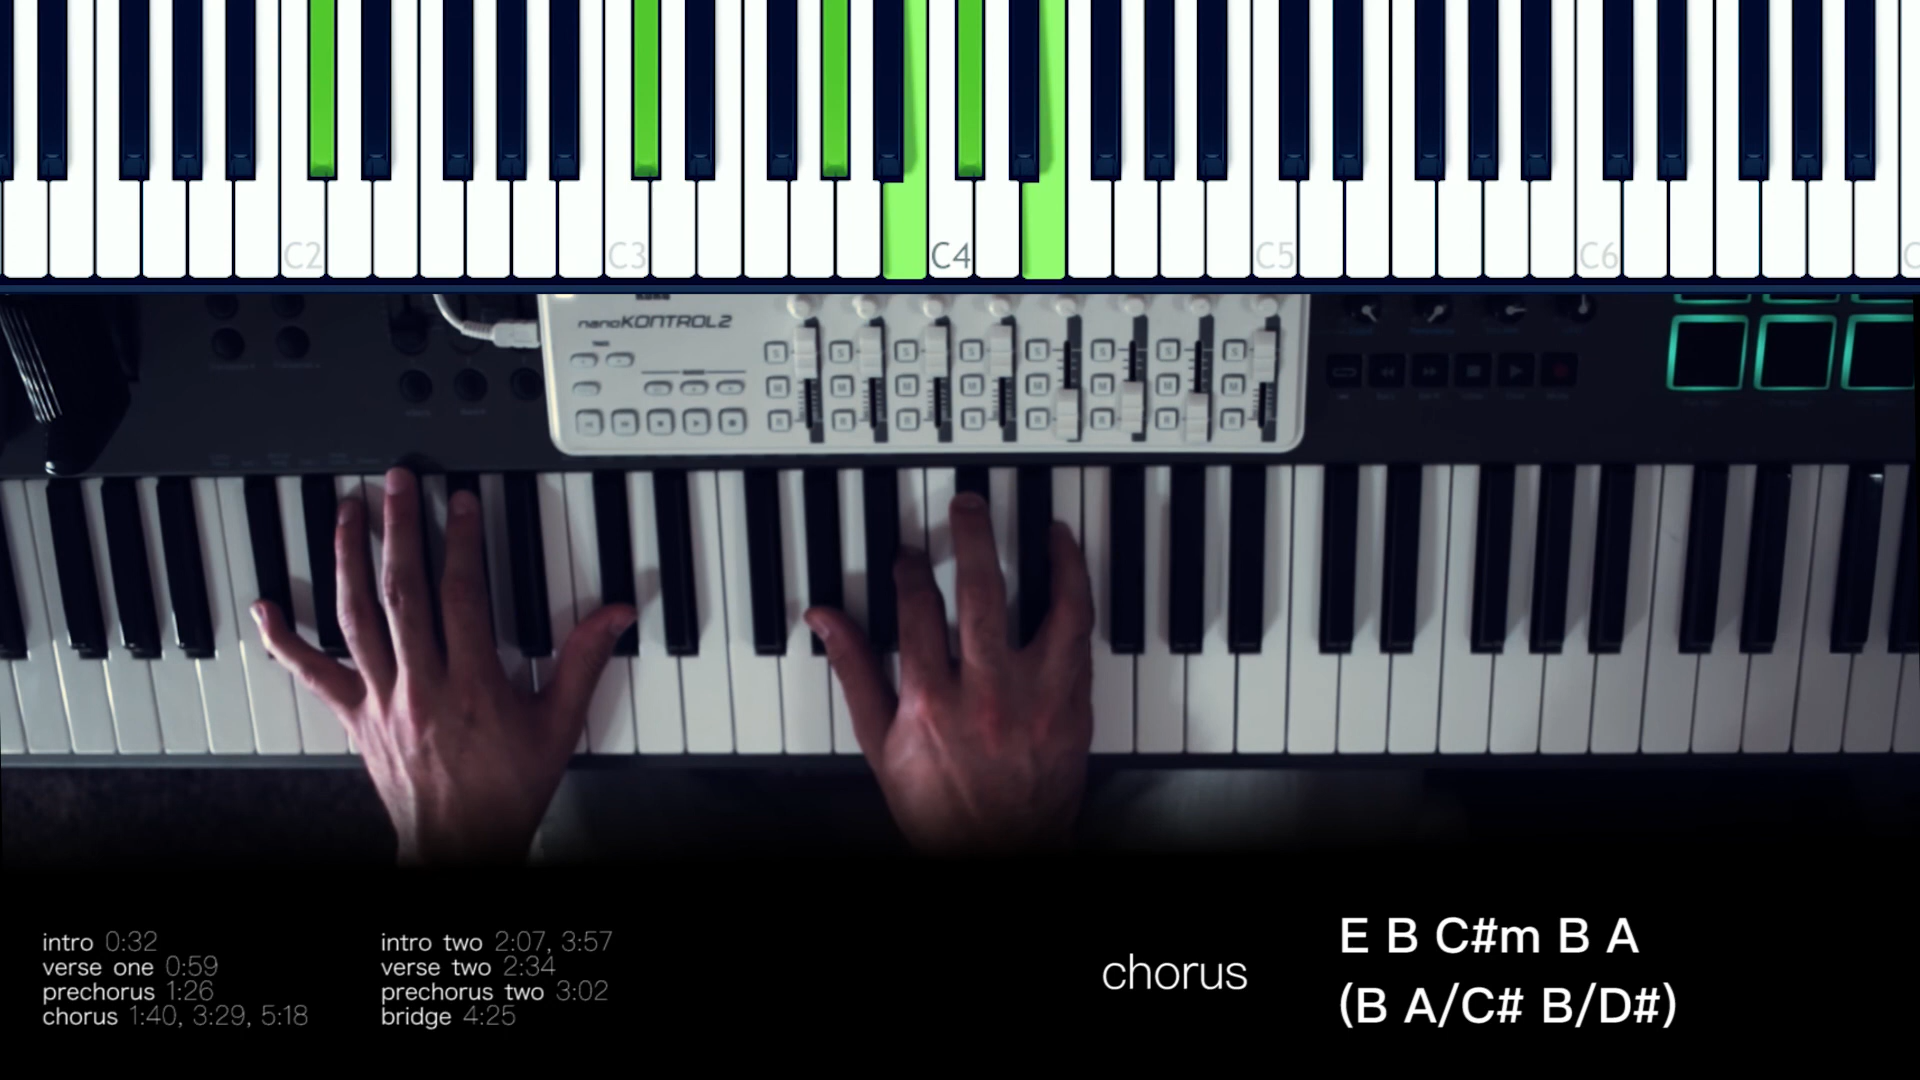 C2 C3 C4 C5 C6
nanoKONTROL2
S S S S S S S S
M M M M M M M M
R R R R R R R R
intro 0:32
verse one 0:59
prechorus 1:26
chorus 1:40, 3:29, 5:18
intro two 2:07, 3:57
verse two 2:34
prechorus two 3:02
bridge 4:25
chorus
E B C#m B A
(B A/C# B/D#)